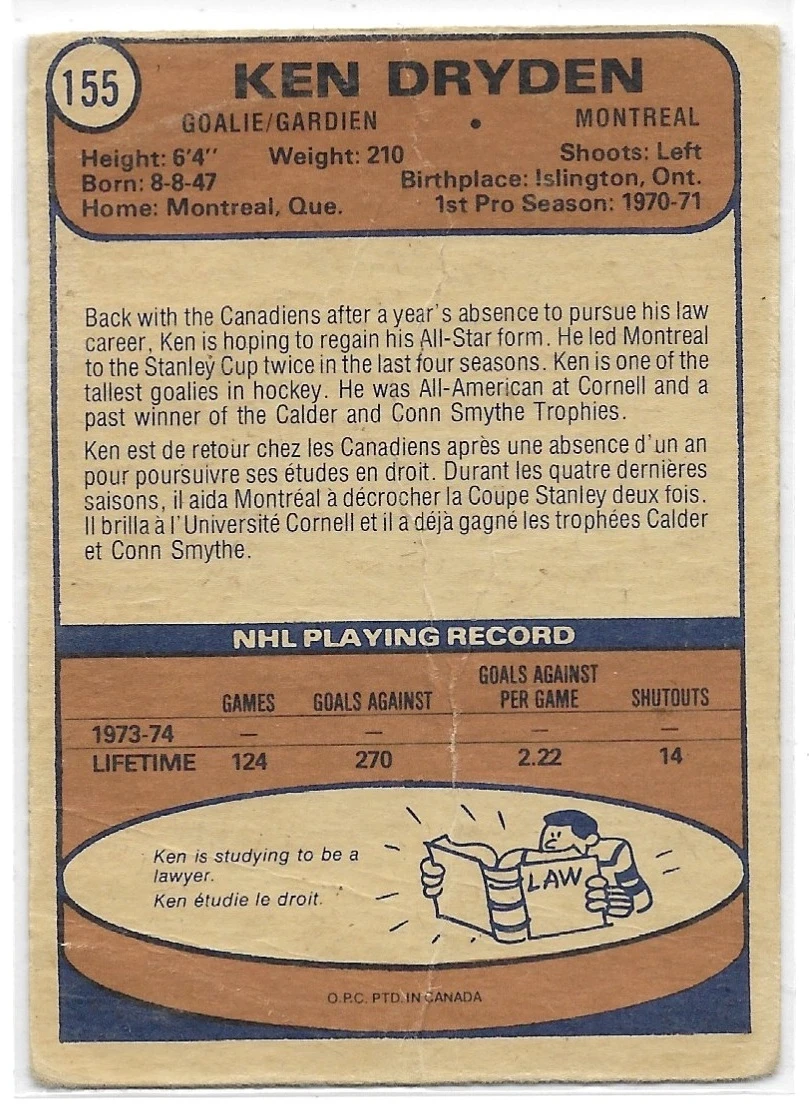 155
KEN DRYDEN
GOALIE/GARDIEN • MONTREAL
Height: 6'4'' Weight: 210 Shoots: Left
Born: 8-8-47 Birthplace: Islington, Ont.
Home: Montreal, Que. 1st Pro Season: 1970-71
Back with the Canadiens after a year's absence to pursue his law
career, Ken is hoping to regain his All-Star form. He led Montreal
to the Stanley Cup twice in the last four seasons. Ken is one of the
tallest goalies in hockey. He was All-American at Cornell and a
past winner of the Calder and Conn Smythe Trophies.
Ken est de retour chez les Canadiens après une absence d'un an
pour poursuivre ses études en droit. Durant les quatre dernières
saisons, il aida Montréal à décrocher la Coupe Stanley deux fois.
Il brilla à l'Université Cornell et il a déjà gagné les trophées Calder
et Conn Smythe.
NHL PLAYING RECORD
GAMES GOALS AGAINST GOALS AGAINST PER GAME SHUTOUTS
1973-74 — — — —
LIFETIME 124 270 2.22 14
Ken is studying to be a
lawyer.
Ken étudie le droit.
LAW
O.P.C. PTD. IN CANADA